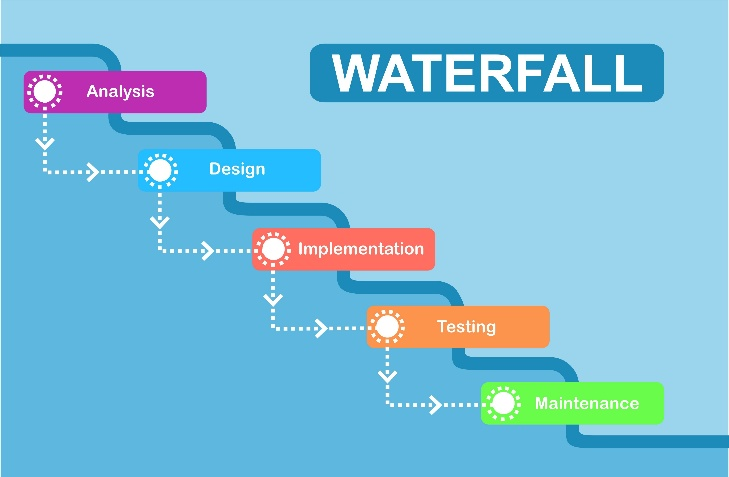 WATERFALL
Analysis
Design
Implementation
Testing
Maintenance